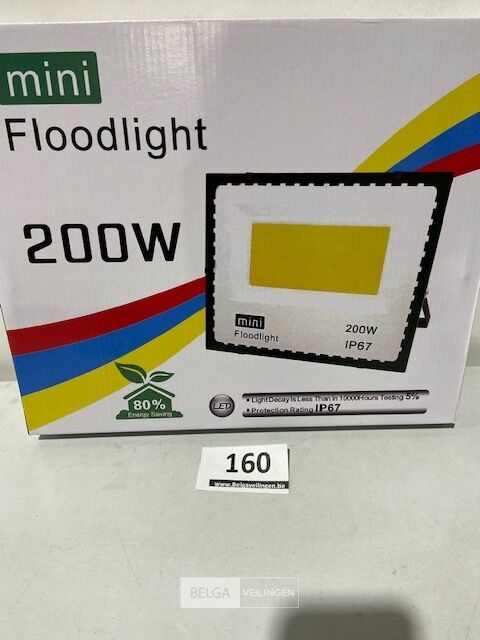 mini
Floodlight
200W
mini
Floodlight
200W
IP67
80%
Energy Saving
LED
• Light Decay Is Less Than in 10000Hours Testing 5%
• Protection Rating IP67
160
www.Belgaveilingen.be
BELGA VEILINGEN